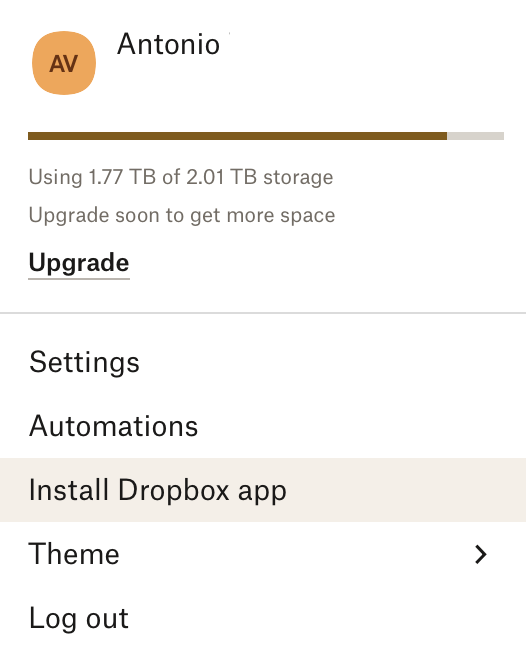 AV
Antonio
Using 1.77 TB of 2.01 TB storage
Upgrade soon to get more space
Upgrade
Settings
Automations
Install Dropbox app
Theme
Log out